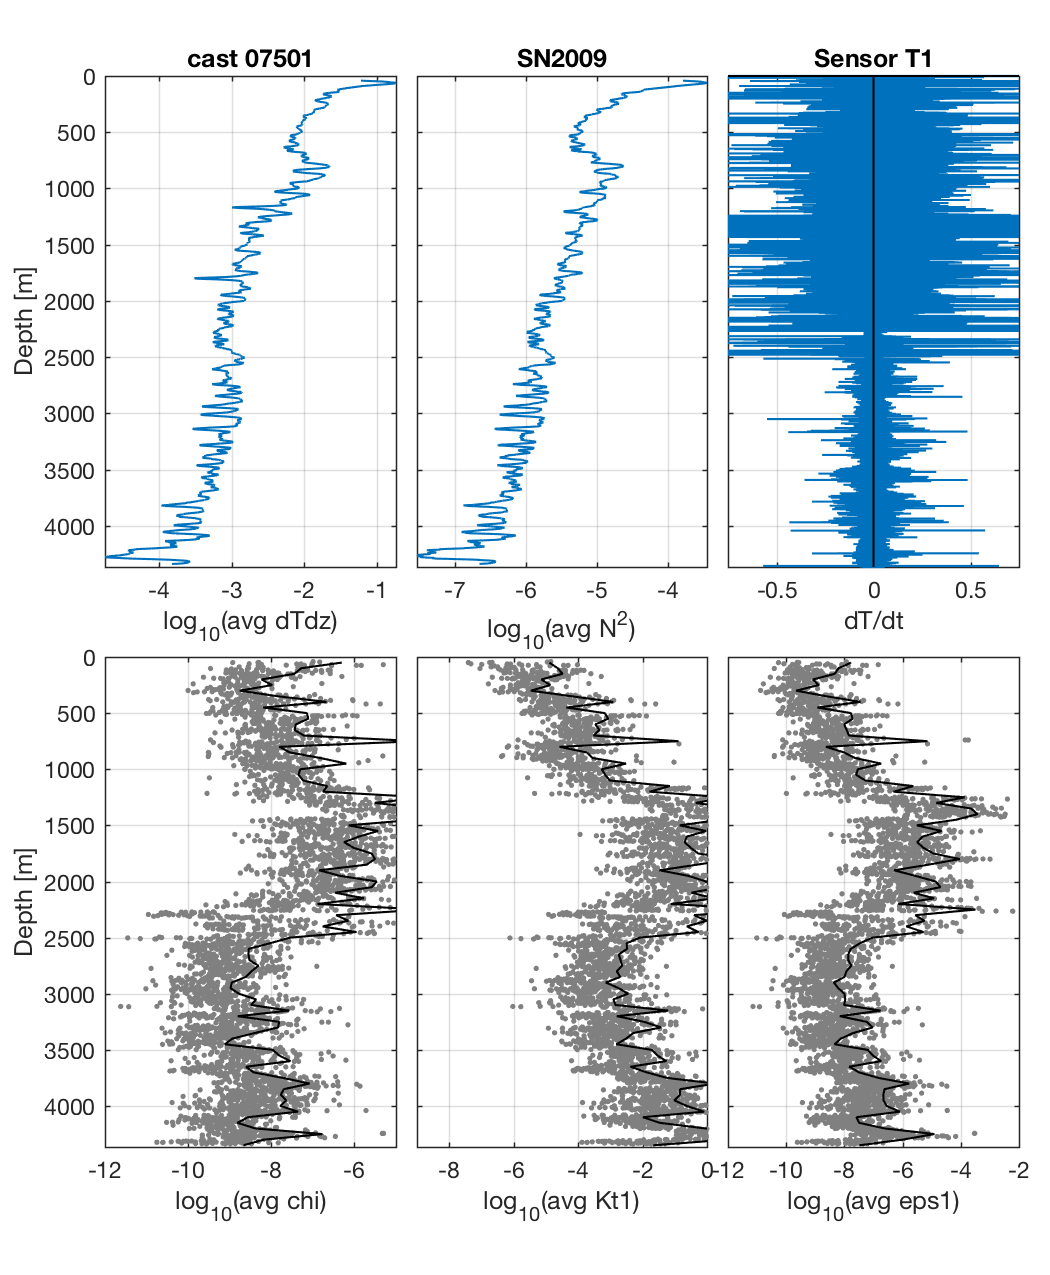 cast 07501 SN2009 Sensor T1
0
500
1000
1500
2000
2500
3000
3500
4000
Depth [m]
-4 -3 -2 -1 -7 -6 -5 -4 -0.5 0 0.5
log10(avg dTdz) log10(avg N2) dT/dt
0
500
1000
1500
2000
2500
3000
3500
4000
Depth [m]
-12 -10 -8 -6 -8 -6 -4 -2 0 -12 -10 -8 -6 -4 -2
log10(avg chi) log10(avg Kt1) log10(avg eps1)